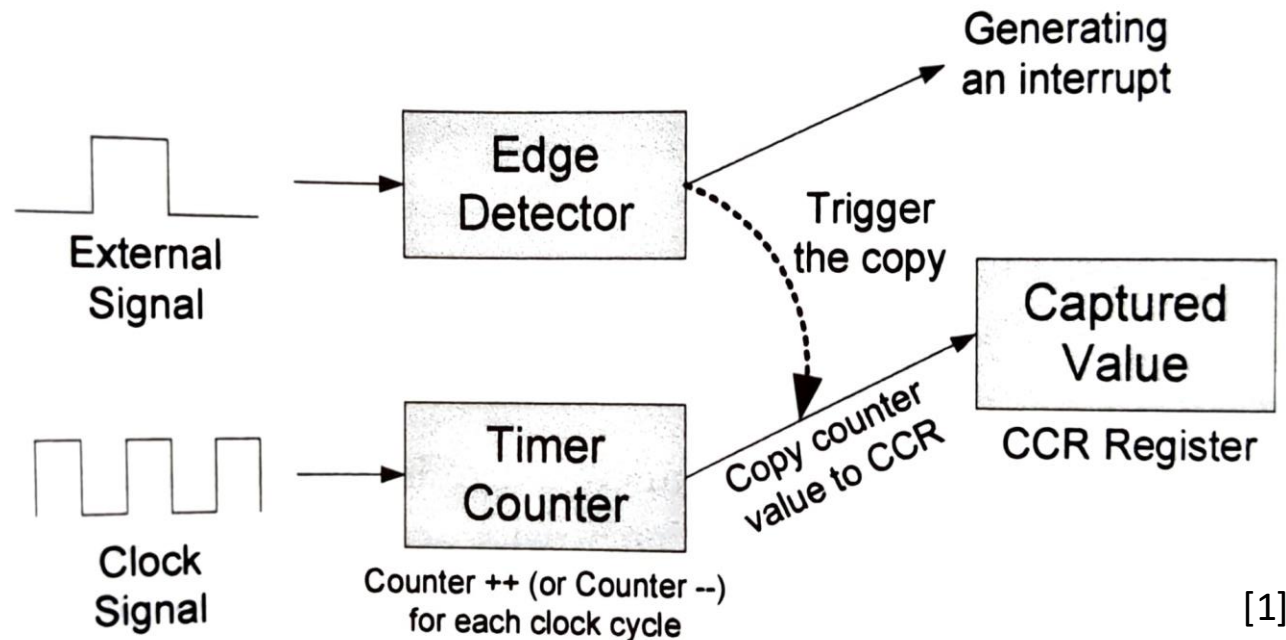 Generating
an interrupt
Edge
Detector
External
Signal
Trigger
the copy
Captured
Value
CCR Register
Copy counter
value to CCR
Timer
Counter
Clock
Signal
Counter ++ (or Counter --)
for each clock cycle
[1]